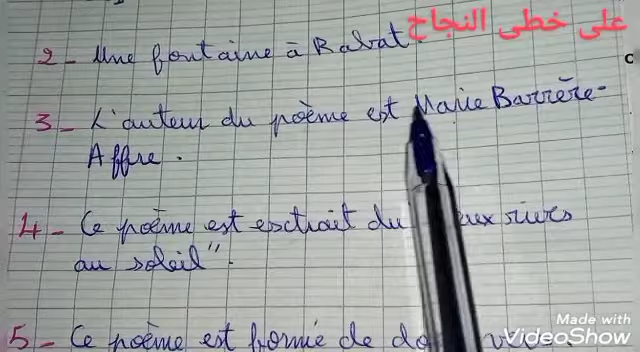 على خطى النجاح
2 - Une fontaine à Rabat.
3 - L'auteur du poème est Marie Barrère-
Affre.
4 - Ce poème est extrait du ux rives
au soleil".
5 - Ce poème est formé de
Made with
VideoShow